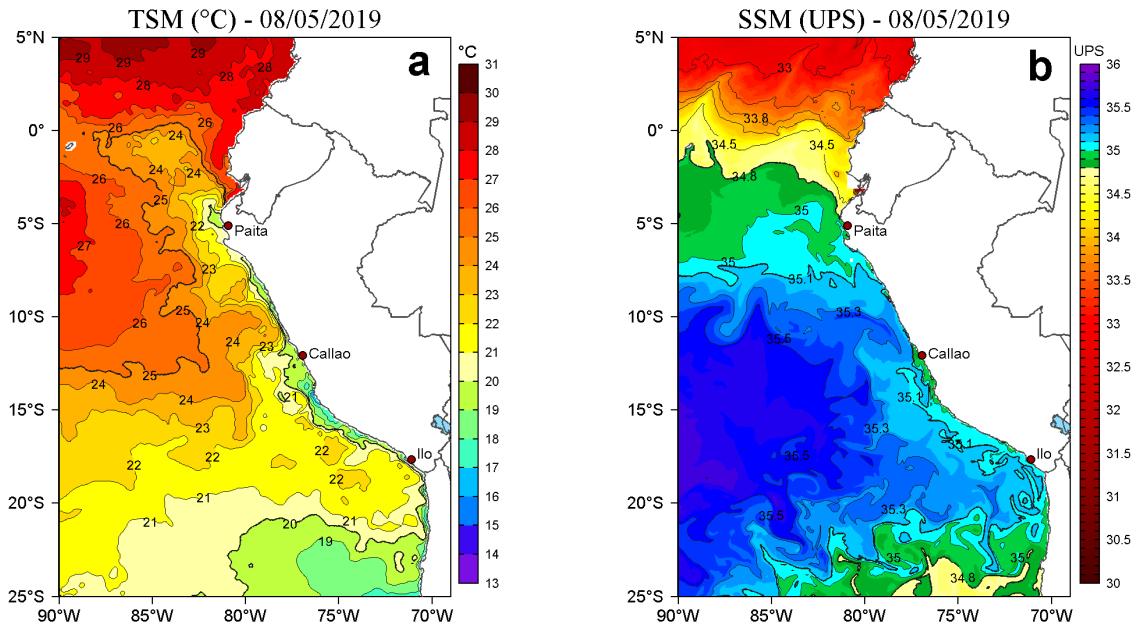 TSM (°C) - 08/05/2019
5°N
0°
5°S
10°S
15°S
20°S
25°S
90°W
85°W
80°W
75°W
70°W
a
29
29
29
28
28
28
26
26
24
24
24
26
25
22
26
27
23
25
26
24
24
23
25
24
24
21
23
22
22
22
22
21
21
20
21
19
Paita
Callao
Ilo
°C
31
30
29
28
27
26
25
24
23
22
21
20
19
18
17
16
15
14
13
SSM (UPS) - 08/05/2019
5°N
0°
5°S
10°S
15°S
20°S
25°S
90°W
85°W
80°W
75°W
70°W
b
33
33.8
34.5
34.5
34.8
35
35
35.1
35.3
35.5
35.1
35.3
35.1
35.5
35.3
35.5
35
35
34.8
Paita
Callao
Ilo
UPS
36
35.5
35
34.5
34
33.5
33
32.5
32
31.5
31
30.5
30